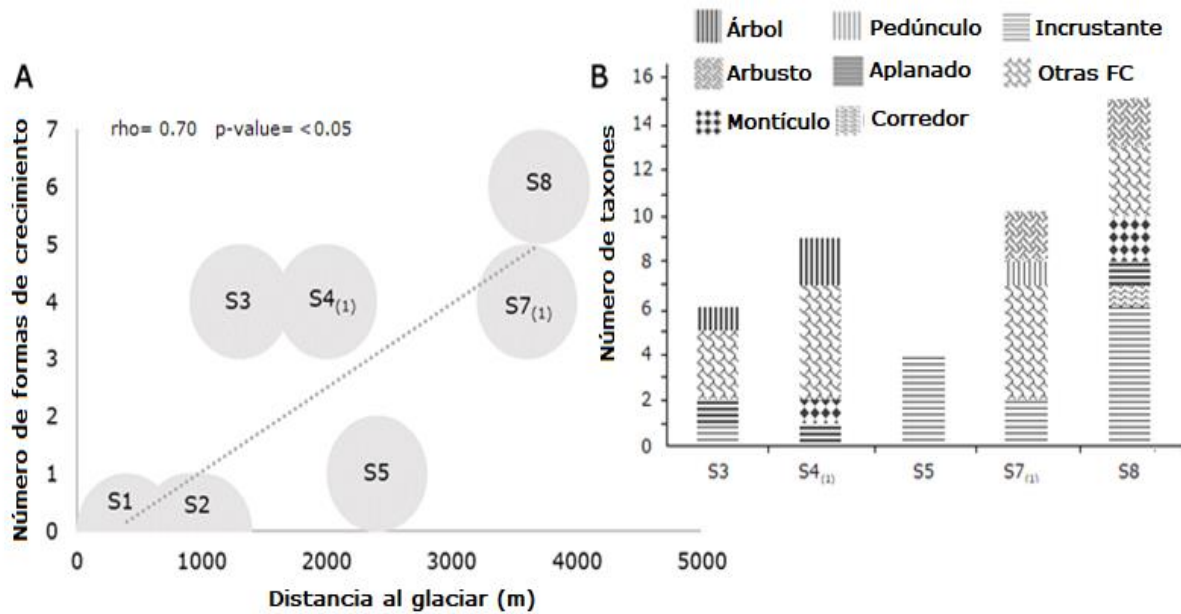 A
rho= 0.70 p-value= <0.05
Número de formas de crecimiento
7
6
5
4
3
2
1
0
S1
S2
S3
S4(1)
S5
S7(1)
S8
0 1000 2000 3000 4000 5000
Distancia al glaciar (m)
Árbol Pedúnculo Incrustante
Arbusto Aplanado Otras FC
Montículo Corredor
B
Número de taxones
16
14
12
10
8
6
4
2
0
S3 S4(1) S5 S7(1) S8